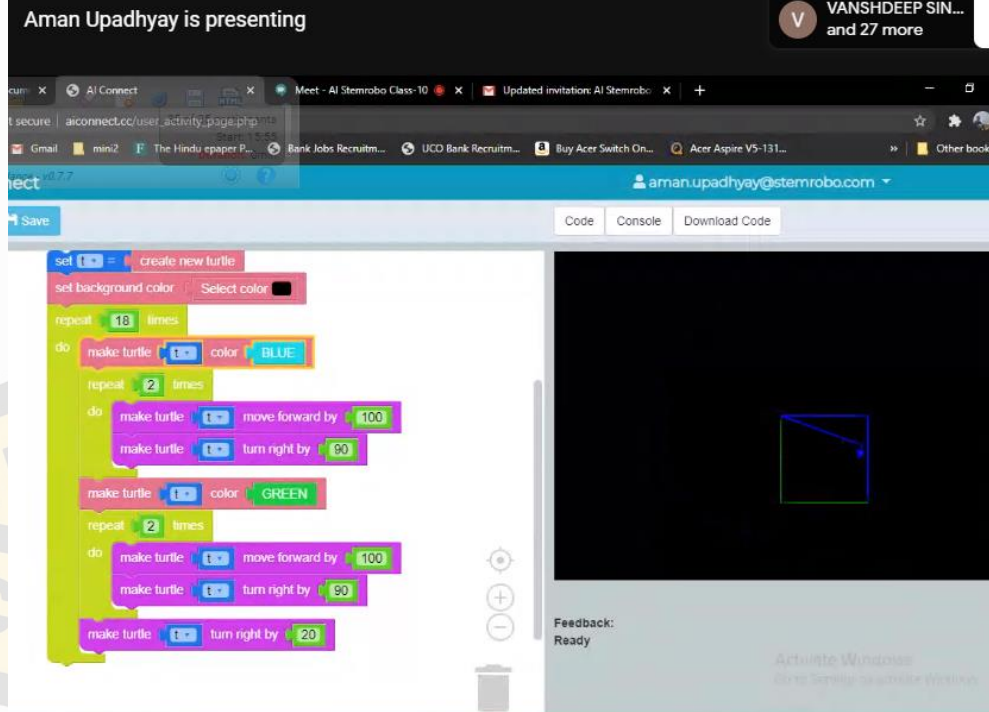 Aman Upadhyay is presenting
V
VANSHDEEP SIN...
and 27 more
AI Connect
Meet - AI Stemrobo Class-10
Updated invitation: AI Stemrobo
t secure
aiconnect.cc/user_activity_page.php
Gmail
mini2
The Hindu epaper P...
Bank Jobs Recruitm...
UCO Bank Recruitm...
Buy Acer Switch On...
Acer Aspire V5-131...
Other book
nect
aman.upadhyay@stemrobo.com
Save
Code
Console
Download Code
set t = create new turtle
set background color Select color
repeat 18 times
do make turtle t color BLUE
repeat 2 times
do make turtle t move forward by 100
make turtle t turn right by 90
make turtle t color GREEN
repeat 2 times
do make turtle t move forward by 100
make turtle t turn right by 90
make turtle t turn right by 20
Feedback:
Ready
Activate Windows